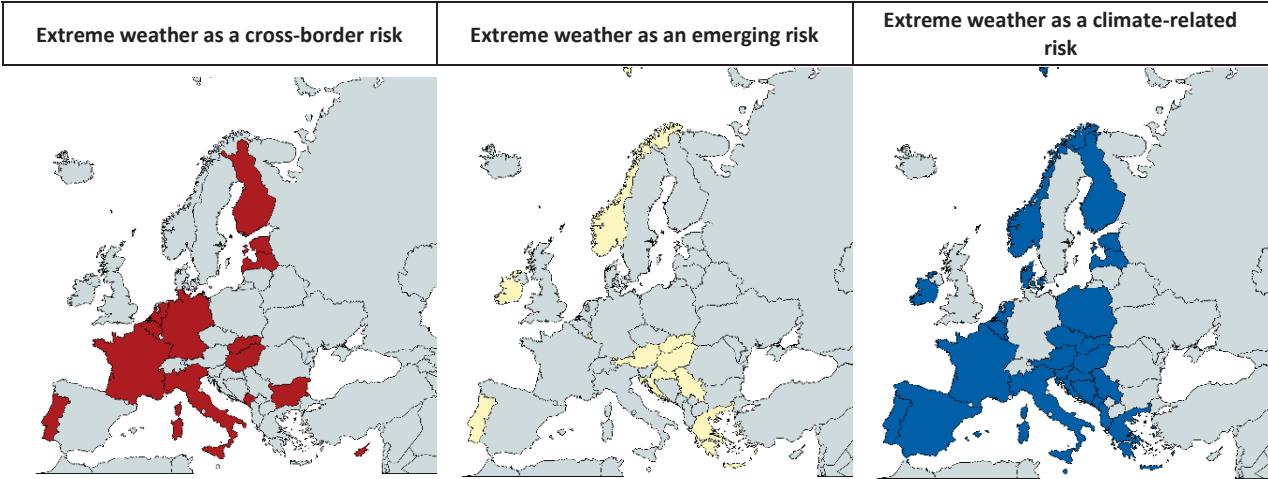 Extreme weather as a cross-border risk
Extreme weather as an emerging risk
Extreme weather as a climate-related
risk